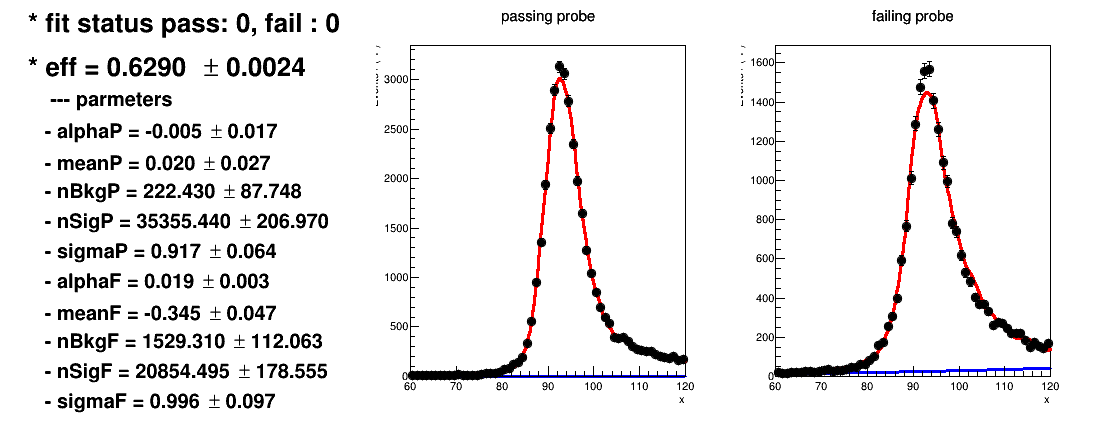 * fit status pass: 0, fail : 0
* eff = 0.6290 ± 0.0024
--- parmeters
- alphaP = -0.005 ± 0.017
- meanP = 0.020 ± 0.027
- nBkgP = 222.430 ± 87.748
- nSigP = 35355.440 ± 206.970
- sigmaP = 0.917 ± 0.064
- alphaF = 0.019 ± 0.003
- meanF = -0.345 ± 0.047
- nBkgF = 1529.310 ± 112.063
- nSigF = 20854.495 ± 178.555
- sigmaF = 0.996 ± 0.097
passing probe
3000
2500
2000
1500
1000
500
0
60 70 80 90 100 110 120
x
failing probe
1600
1400
1200
1000
800
600
400
200
0
60 70 80 90 100 110 120
x